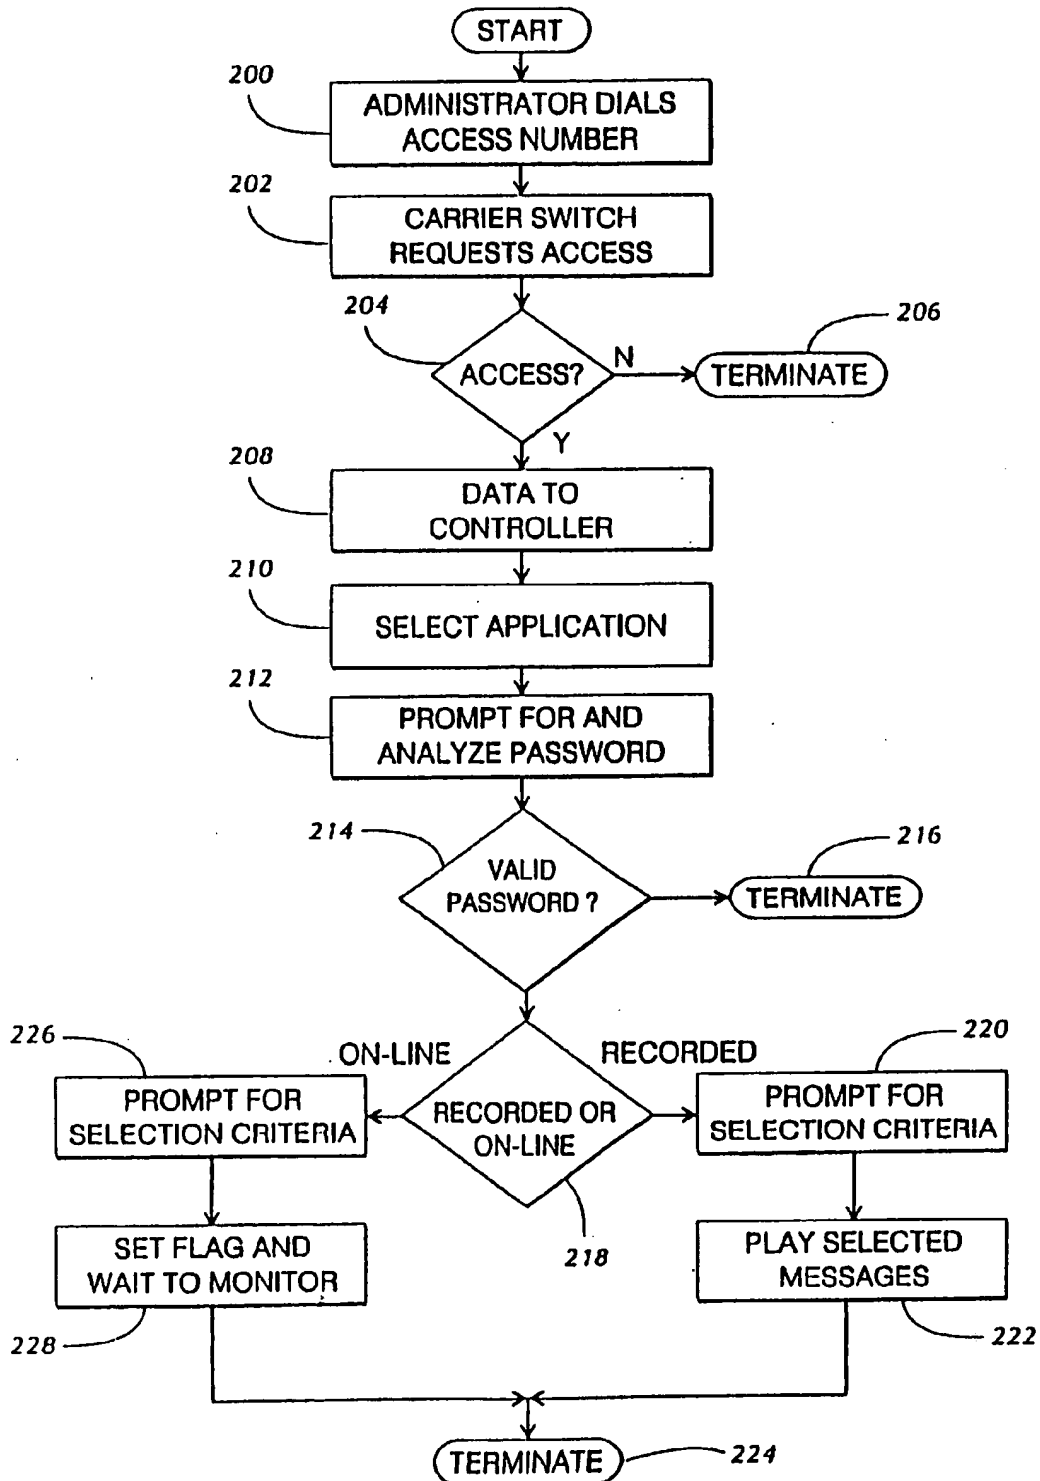 START
200
ADMINISTRATOR DIALS
ACCESS NUMBER
202
CARRIER SWITCH
REQUESTS ACCESS
204
206
ACCESS?
N
TERMINATE
Y
208
DATA TO
CONTROLLER
210
SELECT APPLICATION
212
PROMPT FOR AND
ANALYZE PASSWORD
214
216
VALID
PASSWORD ?
TERMINATE
226
220
ON-LINE
RECORDED
PROMPT FOR
SELECTION CRITERIA
RECORDED OR
ON-LINE
PROMPT FOR
SELECTION CRITERIA
218
SET FLAG AND
WAIT TO MONITOR
PLAY SELECTED
MESSAGES
228
222
TERMINATE
224